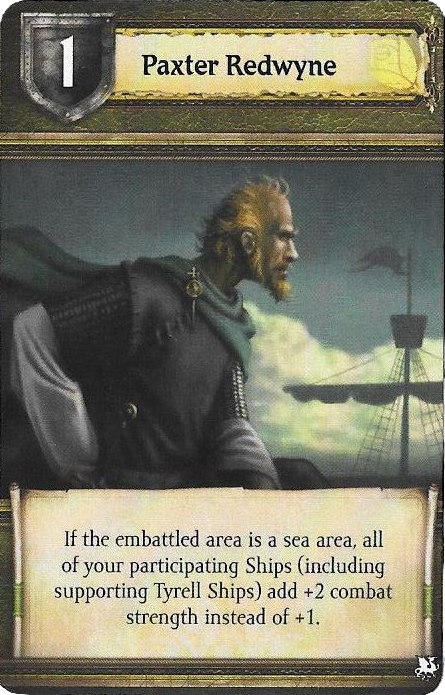 1
Paxter Redwyne
If the embattled area is a sea area, all
of your participating Ships (including
supporting Tyrell Ships) add +2 combat
strength instead of +1.